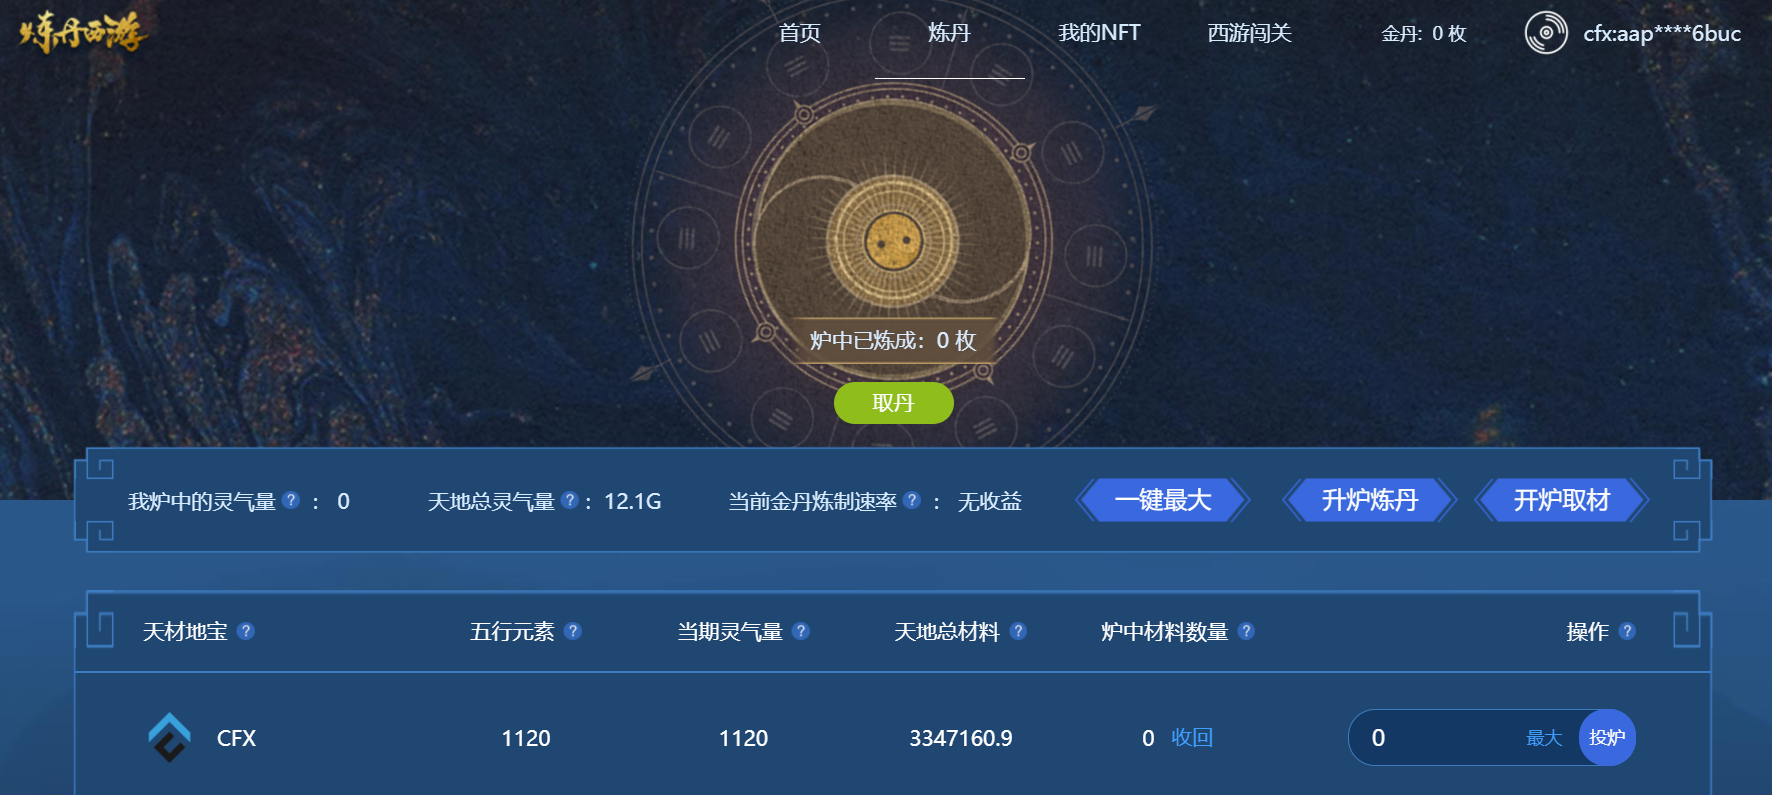 炼丹西游
首页 炼丹 我的NFT 西游闯关 金丹: 0 枚 cfx:aap****6buc
炉中已炼成: 0 枚
取丹
我炉中的灵气量 ? : 0 天地总灵气量 ? : 12.1G 当前金丹炼制速率 ? : 无收益 一键最大 升炉炼丹 开炉取材
天材地宝 ? 五行元素 ? 当期灵气量 ? 天地总材料 ? 炉中材料数量 ? 操作 ?
CFX 1120 1120 3347160.9 0 收回 0 最大 投炉